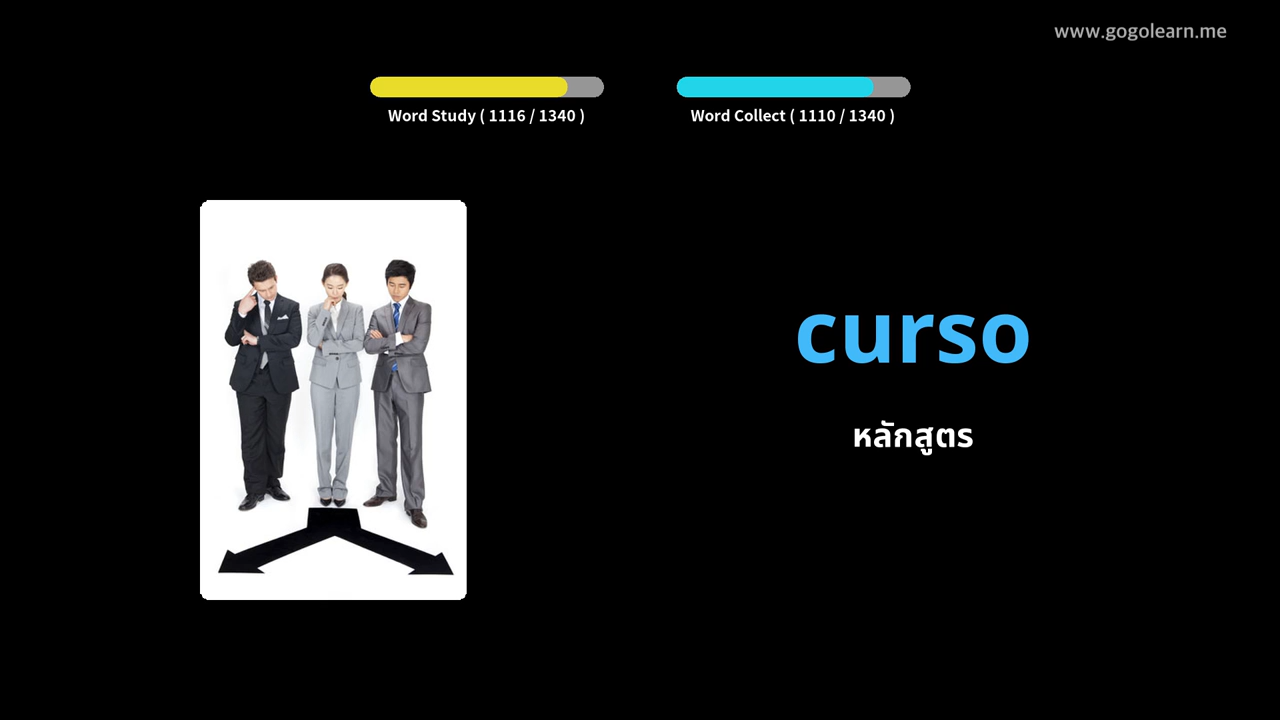 www.gogolearn.me
Word Study ( 1116 / 1340 )
Word Collect ( 1110 / 1340 )
curso
หลักสูตร